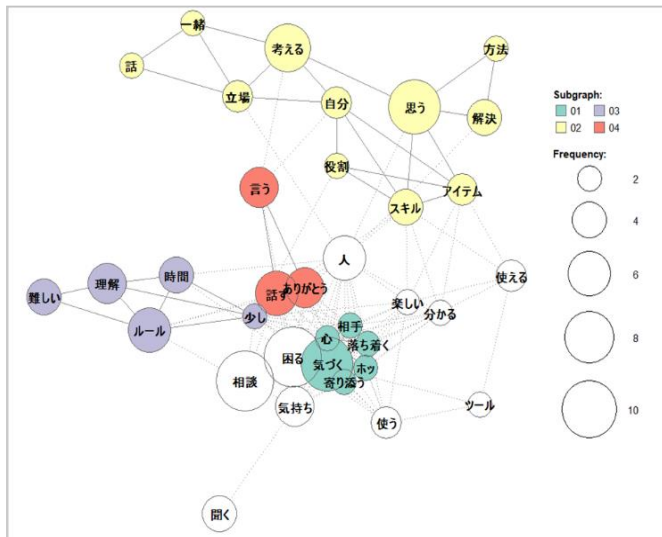 一緒
考える
方法
話
立場
自分
思う
解決
役割
言う
スキル
アイテム
人
使える
難しい
理解
時間
ルール
話す
ありがとう
少し
楽しい
分かる
相手
心
落ち着く
困る
気づく
ホッ
寄り添う
相談
気持ち
使う
ツール
聞く
Subgraph:
01 03
02 04
Frequency:
2
4
6
8
10